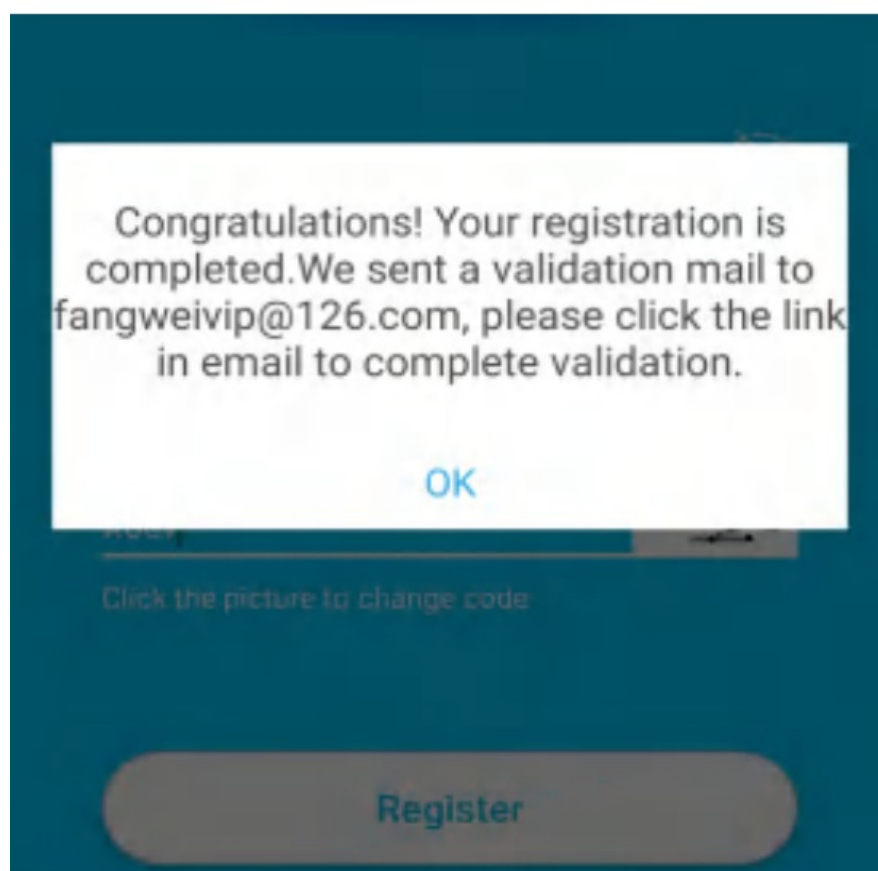 Congratulations! Your registration is
completed.We sent a validation mail to
fangweivip@126.com, please click the link
in email to complete validation.
OK
Click the picture to change code
Register